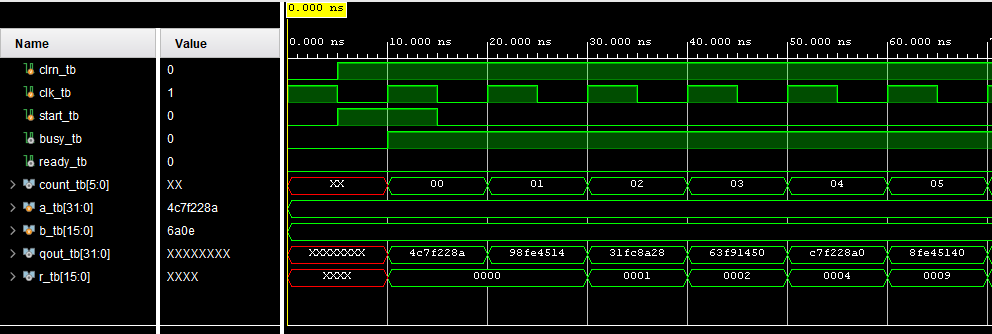 0.000 ns
Name Value 0.000 ns 10.000 ns 20.000 ns 30.000 ns 40.000 ns 50.000 ns 60.000 ns
clrn_tb 0
clk_tb 1
start_tb 0
busy_tb 0
ready_tb 0
count_tb[5:0] XX XX 00 01 02 03 04 05
a_tb[31:0] 4c7f228a
b_tb[15:0] 6a0e
qout_tb[31:0] XXXXXXXX XXXXXXXX 4c7f228a 98fe4514 31fc8a28 63f91450 c7f228a0 8fe45140
r_tb[15:0] XXXX XXXX 0000 0001 0002 0004 0009